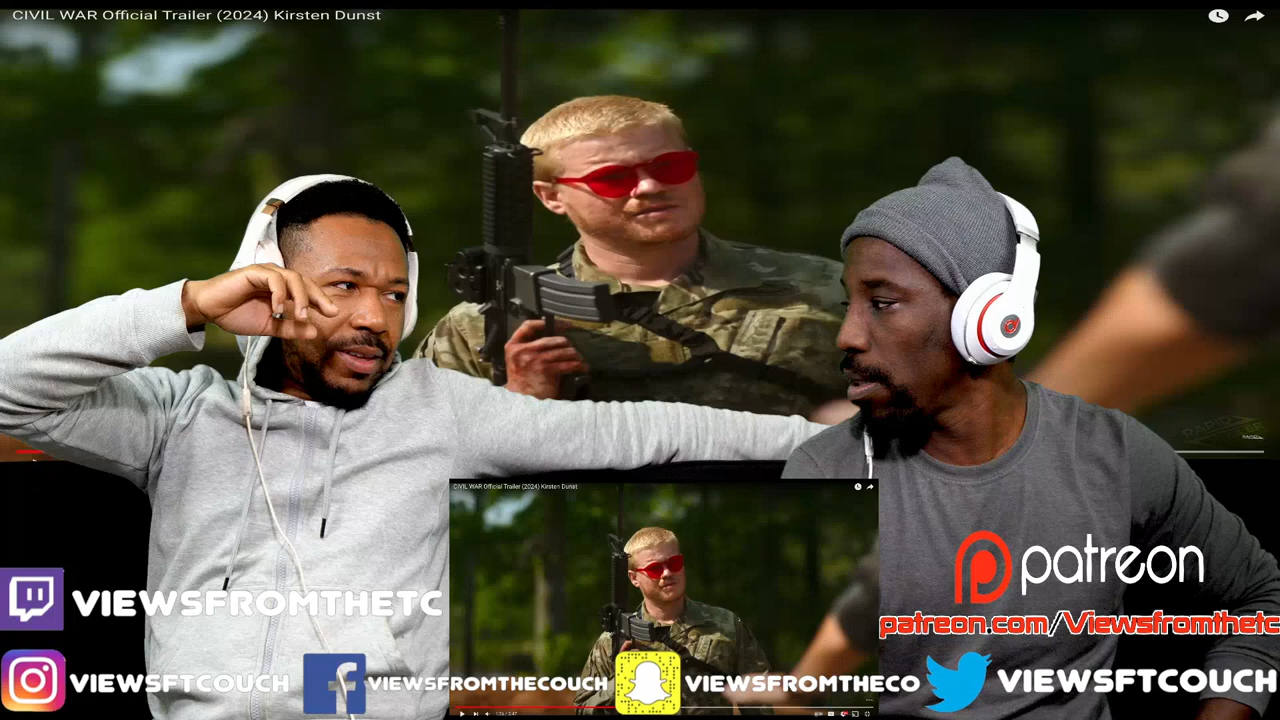 CIVIL WAR Official Trailer (2024) Kirsten Dunst
CIVIL WAR Official Trailer (2024) Kirsten Dunst
patreon
patreon.com/Viewsfromthetc
VIEWSFROMTHETC
VIEWSFTCOUCH
VIEWSFROMTHECOUCH
VIEWSFROMTHECO
VIEWSFTCOUCH